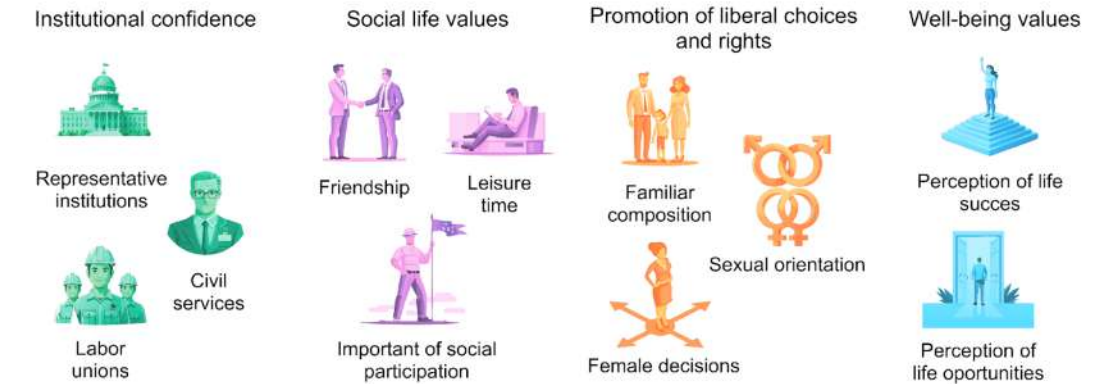 Institutional confidence
Representative
institutions
Civil
services
Labor
unions
Social life values
Friendship
Leisure
time
Important of social
participation
Promotion of liberal choices
and rights
Familiar
composition
Sexual orientation
Female decisions
Well-being values
Perception of life
succes
Perception of
life oportunities